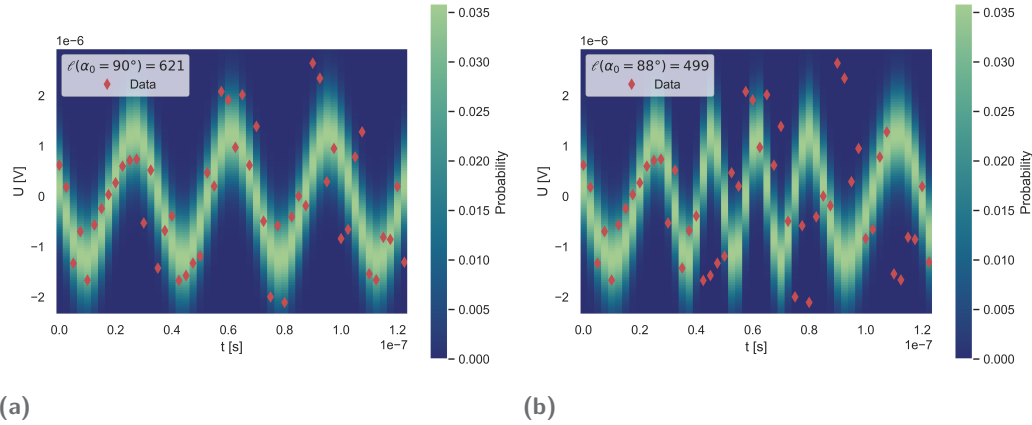 1e−6
ℓ(α₀ = 90°) = 621
Data
2
1
0
−1
−2
U [V]
0.0 0.2 0.4 0.6 0.8 1.0 1.2
1e−7
t [s]
0.035
0.030
0.025
0.020
0.015
0.010
0.005
0.000
Probability
(a)
1e−6
ℓ(α₀ = 88°) = 499
Data
2
1
0
−1
−2
U [V]
0.0 0.2 0.4 0.6 0.8 1.0 1.2
1e−7
t [s]
0.035
0.030
0.025
0.020
0.015
0.010
0.005
0.000
Probability
(b)